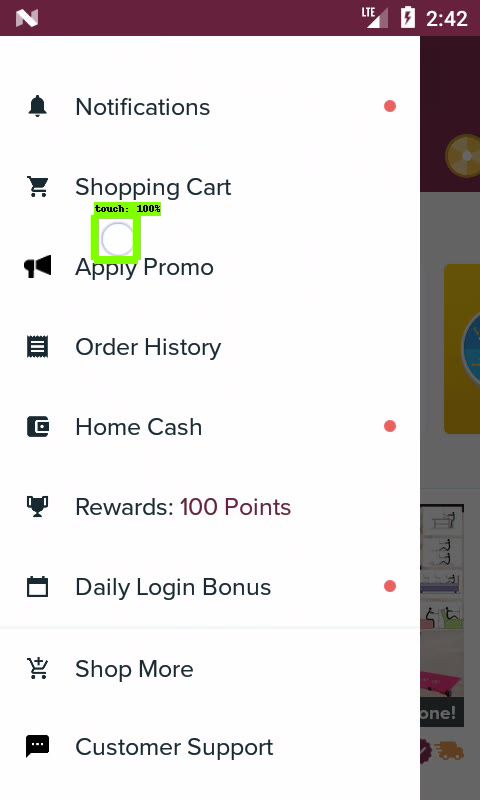 LTE 2:42
Notifications
Shopping Cart
touch: 100%
Apply Promo
Order History
Home Cash
Rewards: 100 Points
Daily Login Bonus
Shop More
one!
Customer Support